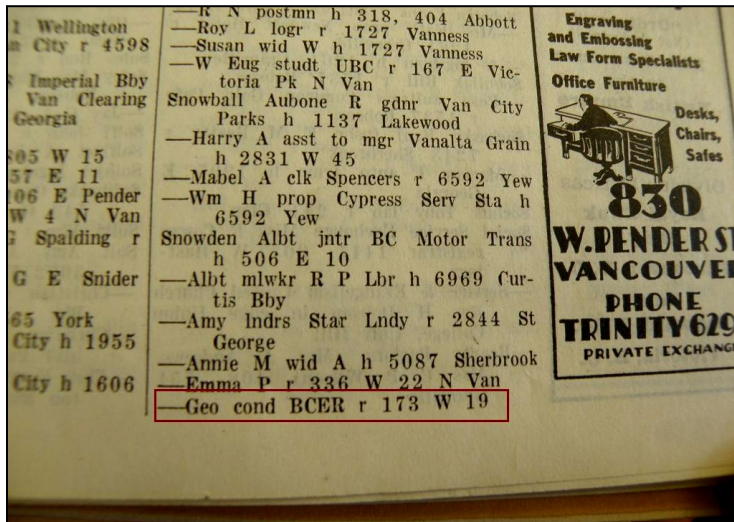 1 Wellington
City r 4598
Imperial Bby
Van Clearing
Georgia
05 W 15
57 E 11
06 E Pender
W 4 N Van
G Spalding r
G E Snider
65 York
City h 1955
City h 1606
—R N postmn h 318, 404 Abbott
—Roy L logr r 1727 Vanness
—Susan wid W h 1727 Vanness
—W Eug studt UBC r 167 E Vic-
toria Pk N Van
Snowball Aubone R gdnr Van City
Parks h 1137 Lakewood
—Harry A asst to mgr Vanalta Grain
h 2831 W 45
—Mabel A clk Spencers r 6592 Yew
—Wm H prop Cypress Serv Sta h
6592 Yew
Snowden Albt jntr BC Motor Trans
h 506 E 10
—Albt mlwkr R P Lbr h 6969 Cur-
tis Bby
—Amy lndrs Star Lndy r 2844 St
George
—Annie M wid A h 5087 Sherbrook
—Emma P r 336 W 22 N Van
—Geo cond BCER r 173 W 19
Engraving
and Embossing
Law Form Specialists
Office Furniture
Desks,
Chairs,
Safes
830
W. PENDER ST
VANCOUVE
PHONE
TRINITY 629
PRIVATE EXCHANG